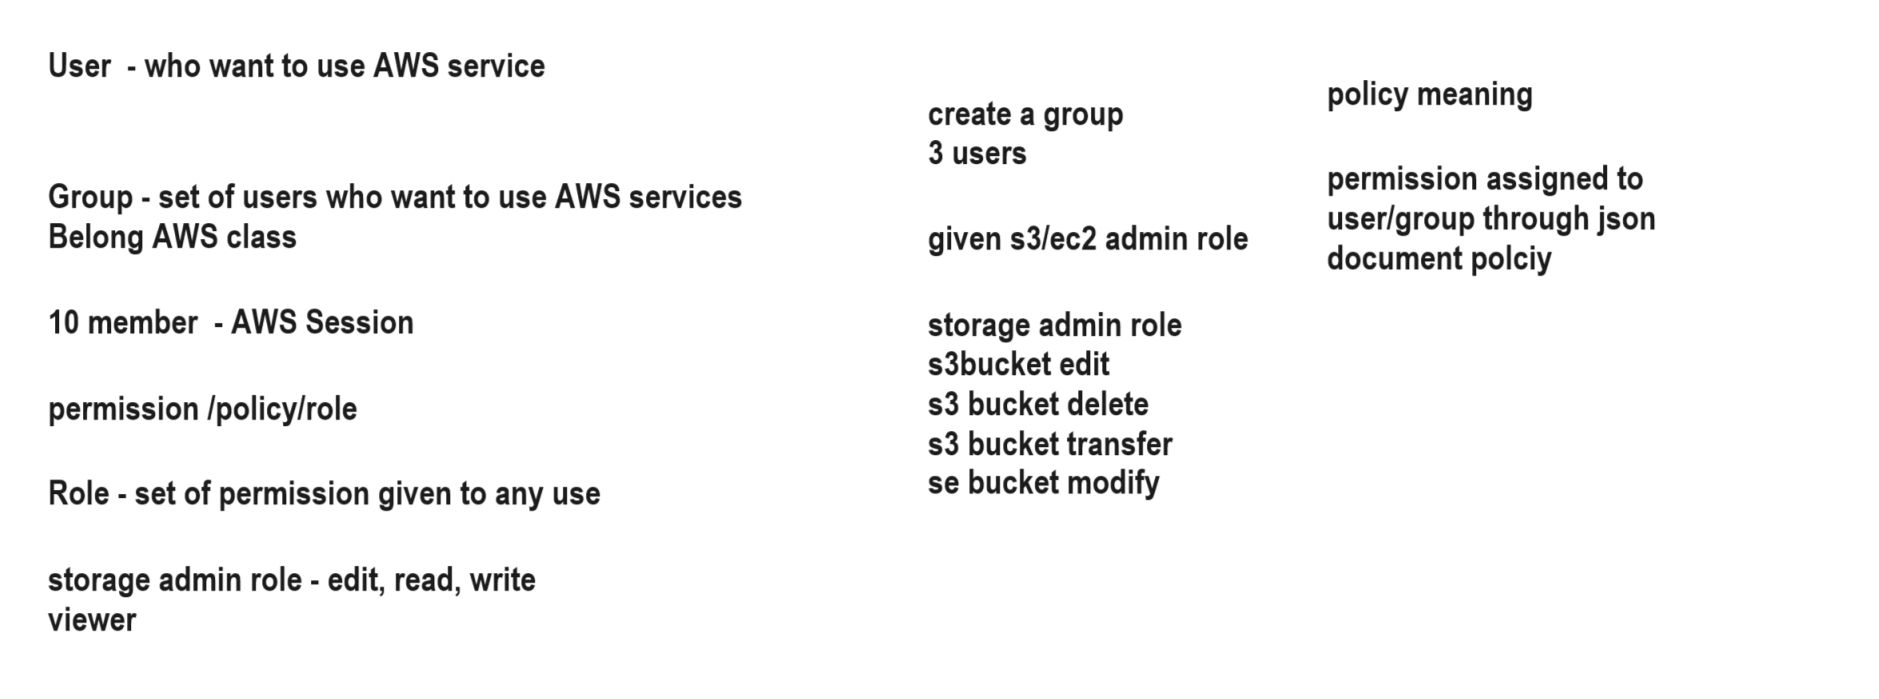 User  - who want to use AWS service
Group - set of users who want to use AWS services
Belong AWS class
10 member  - AWS Session
permission /policy/role
Role - set of permission given to any use
storage admin role - edit, read, write
viewer
create a group
3 users
given s3/ec2 admin role
storage admin role
s3bucket edit
s3 bucket delete
s3 bucket transfer
se bucket modify
policy meaning
permission assigned to
user/group through json
document polciy